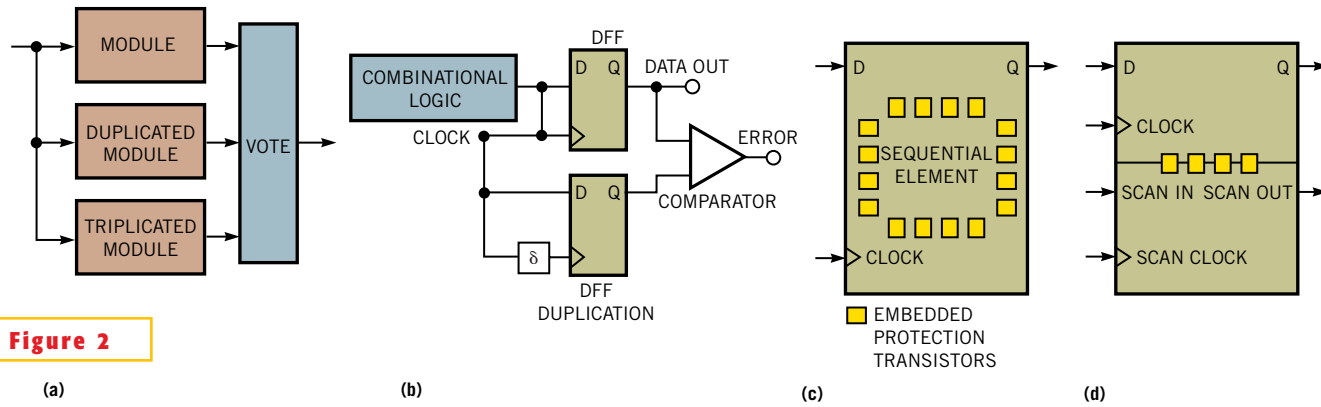 MODULE
DUPLICATED
MODULE
TRIPLICATED
MODULE
VOTE
COMBINATIONAL
LOGIC
CLOCK
DFF
D Q
DATA OUT
ERROR
COMPARATOR
D Q
δ
DFF
DUPLICATION
D Q
SEQUENTIAL
ELEMENT
CLOCK
EMBEDDED
PROTECTION
TRANSISTORS
D Q
CLOCK
SCAN IN SCAN OUT
SCAN CLOCK
Figure 2
(a)
(b)
(c)
(d)